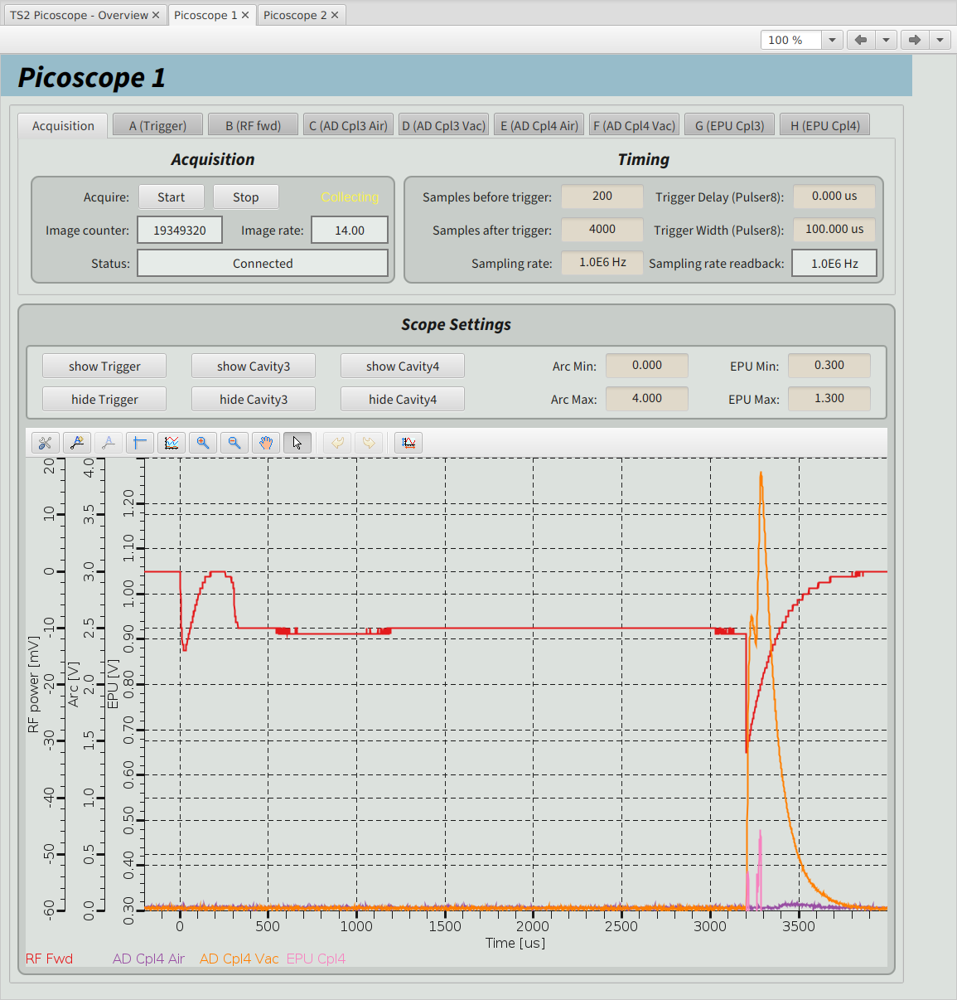 TS2 Picoscope - Overview Picoscope 1 Picoscope 2
100 %
Picoscope 1
Acquisition A (Trigger) B (RF fwd) C (AD Cpl3 Air) D (AD Cpl3 Vac) E (AD Cpl4 Air) F (AD Cpl4 Vac) G (EPU Cpl3) H (EPU Cpl4)
Acquisition
Acquire: Start Stop Collecting
Image counter: 19349320 Image rate: 14.00
Status: Connected
Timing
Samples before trigger: 200 Trigger Delay (Pulser8): 0.000 us
Samples after trigger: 4000 Trigger Width (Pulser8): 100.000 us
Sampling rate: 1.0E6 Hz Sampling rate readback: 1.0E6 Hz
Scope Settings
show Trigger show Cavity3 show Cavity4 Arc Min: 0.000 EPU Min: 0.300
hide Trigger hide Cavity3 hide Cavity4 Arc Max: 4.000 EPU Max: 1.300
RF power [mV]
20
10
0
-10
-20
-30
-40
-50
-60
Arc [V]
4.0
3.5
3.0
2.5
2.0
1.5
1.0
0.5
0.0
EPU [V]
1.20
1.10
1.00
0.90
0.80
0.70
0.60
0.50
0.40
0.30
0 500 1000 1500 2000 2500 3000 3500
Time [us]
RF Fwd AD Cpl4 Air AD Cpl4 Vac EPU Cpl4